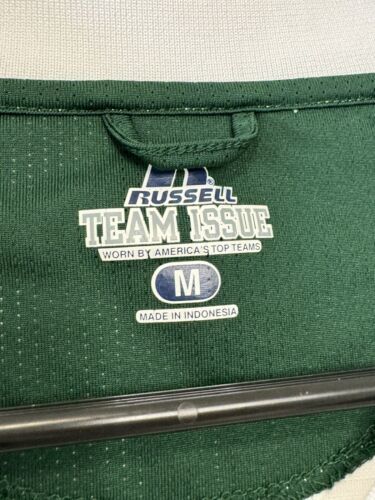 RUSSELL
TEAM ISSUE
WORN BY AMERICA'S TOP TEAMS
M
MADE IN INDONESIA